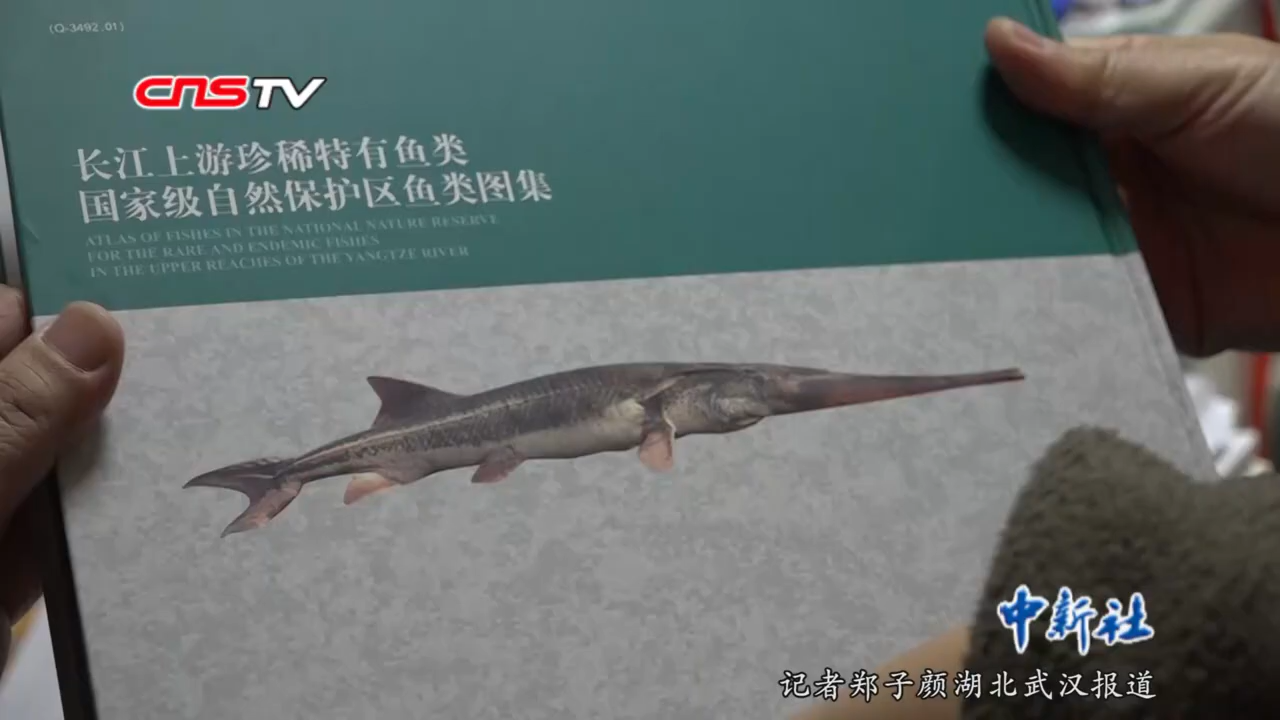 (Q-3492.01)
CNSTV
长江上游珍稀特有鱼类
国家级自然保护区鱼类图集
ATLAS OF FISHES IN THE NATIONAL NATURE RESERVE
FOR THE RARE AND ENDEMIC FISHES
IN THE UPPER REACHES OF THE YANGTZE RIVER
中新社
记者郑子颜湖北武汉报道